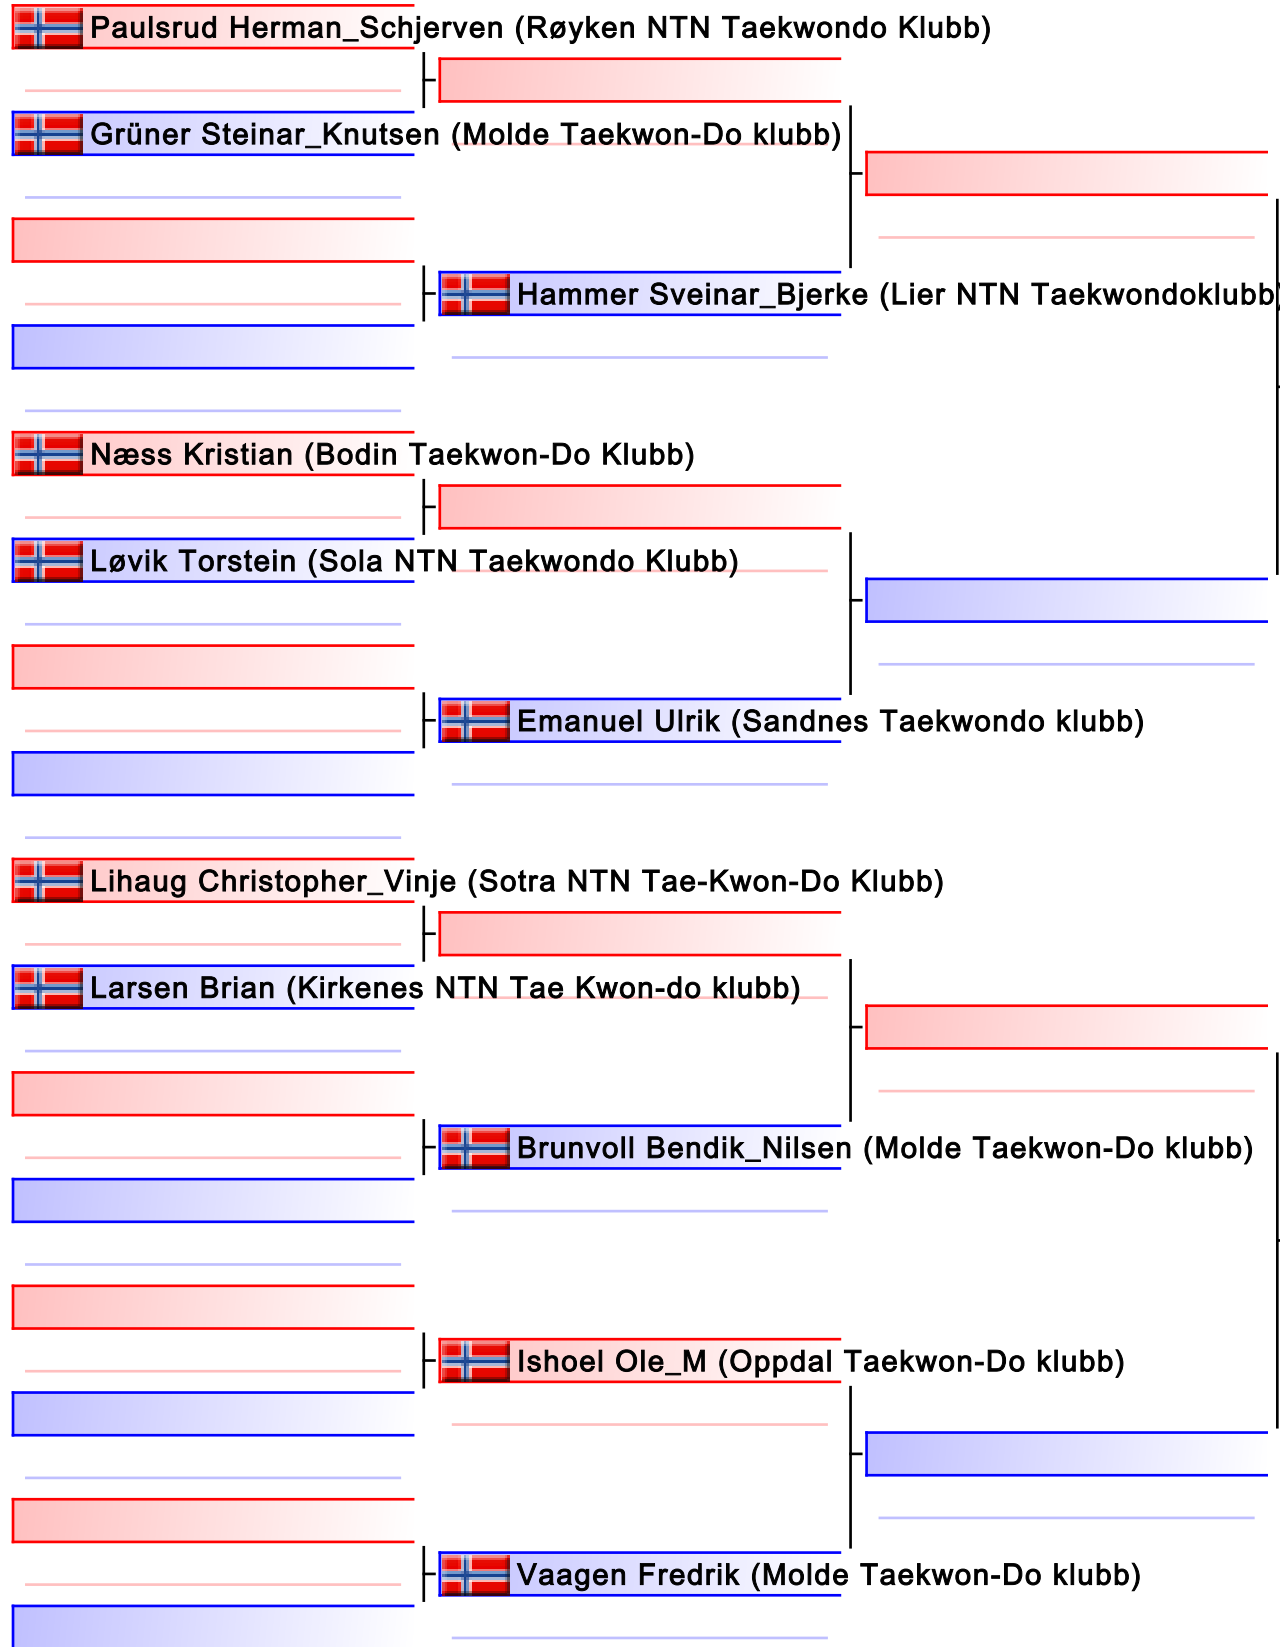 Paulsrud Herman_Schjerven (Røyken NTN Taekwondo Klubb)
Grüner Steinar_Knutsen (Molde Taekwon-Do klubb)
Hammer Sveinar_Bjerke (Lier NTN Taekwondoklubb)
Næss Kristian (Bodin Taekwon-Do Klubb)
Løvik Torstein (Sola NTN Taekwondo Klubb)
Emanuel Ulrik (Sandnes Taekwondo klubb)
Lihaug Christopher_Vinje (Sotra NTN Tae-Kwon-Do Klubb)
Larsen Brian (Kirkenes NTN Tae Kwon-do klubb)
Brunvoll Bendik_Nilsen (Molde Taekwon-Do klubb)
Ishoel Ole_M (Oppdal Taekwon-Do klubb)
Vaagen Fredrik (Molde Taekwon-Do klubb)